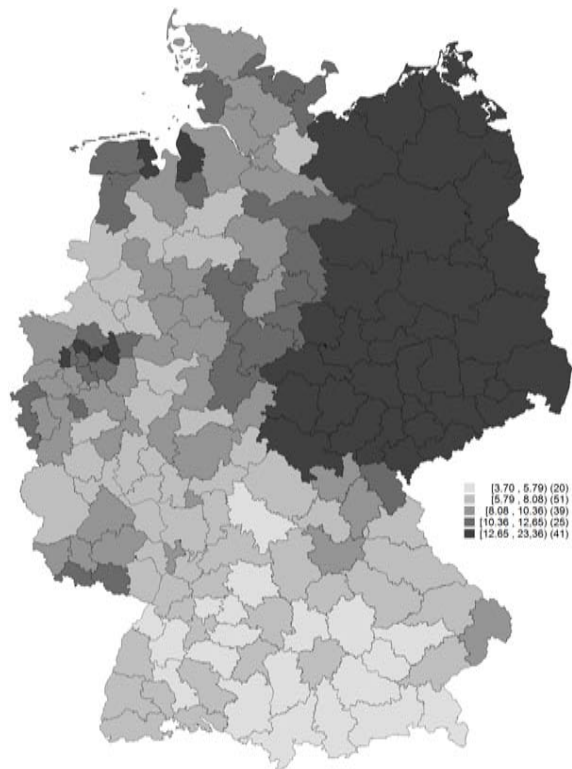 [3.70 , 5.79) (20)
[5.79 , 8.08) (51)
[8.08 , 10.36) (39)
[10.36 , 12.65) (25)
[12.65 , 23,36) (41)